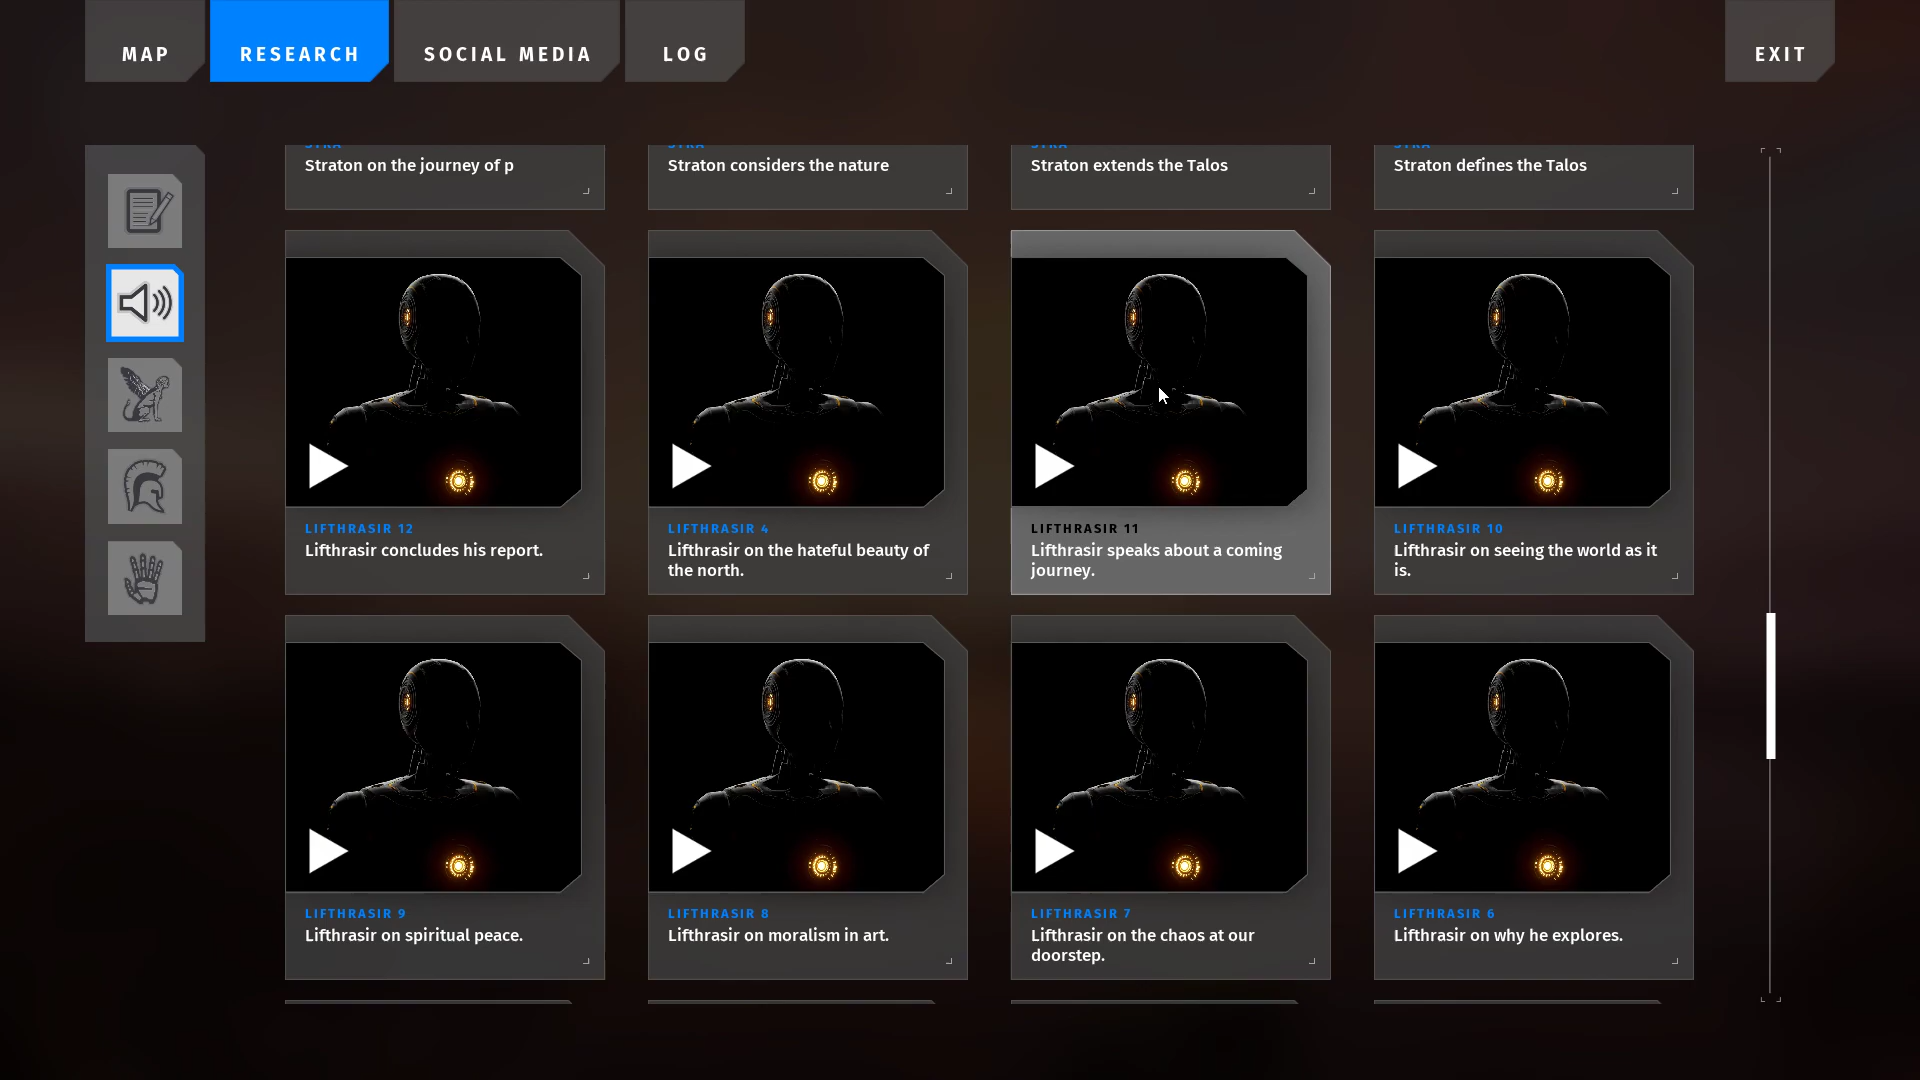 MAP
RESEARCH
SOCIAL MEDIA
LOG
EXIT
Straton on the journey of p
Straton considers the nature
Straton extends the Talos
Straton defines the Talos
LIFTHRASIR 12
Lifthrasir concludes his report.
LIFTHRASIR 4
Lifthrasir on the hateful beauty of
the north.
LIFTHRASIR 11
Lifthrasir speaks about a coming
journey.
LIFTHRASIR 10
Lifthrasir on seeing the world as it
is.
LIFTHRASIR 9
Lifthrasir on spiritual peace.
LIFTHRASIR 8
Lifthrasir on moralism in art.
LIFTHRASIR 7
Lifthrasir on the chaos at our
doorstep.
LIFTHRASIR 6
Lifthrasir on why he explores.